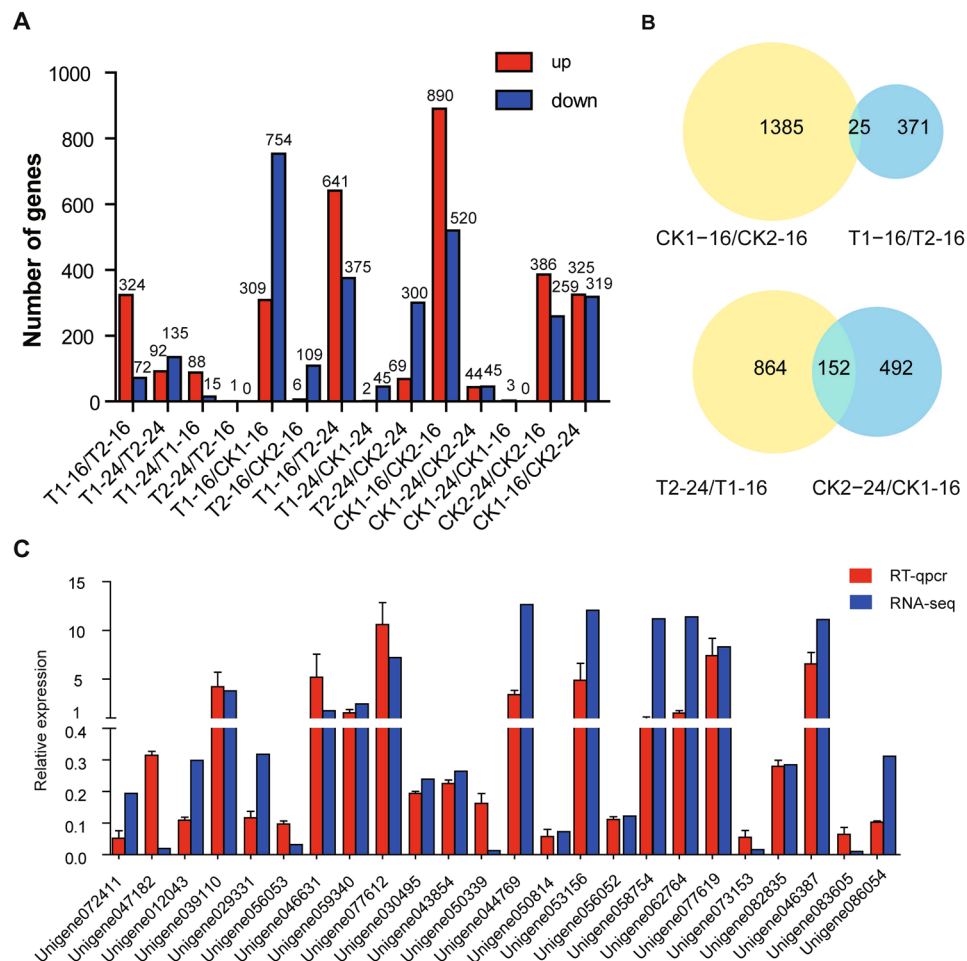 A
up
down
Number of genes
1000
800
600
400
200
0
324
72
92
135
88
15
1
0
309
754
6
109
641
375
2
45
69
300
890
520
44
45
3
0
386
259
325
319
T1-16/T2-16
T1-24/T2-24
T1-24/T1-16
T2-24/T2-16
T1-16/CK1-16
T2-16/CK2-16
T1-16/T2-24
T1-24/CK1-24
T2-24/CK2-24
CK1-16/CK2-16
CK1-24/CK2-24
CK1-24/CK1-16
CK2-24/CK2-16
CK1-16/CK2-24
B
1385
25
371
CK1−16/CK2-16
T1−16/T2-16
864
152
492
T2-24/T1-16
CK2−24/CK1-16
C
RT-qpcr
RNA-seq
Relative expression
15
10
5
1
0.4
0.3
0.2
0.1
0.0
Unigene072411
Unigene047182
Unigene012043
Unigene039110
Unigene029331
Unigene056053
Unigene046631
Unigene059340
Unigene077612
Unigene030495
Unigene043854
Unigene050339
Unigene044769
Unigene050814
Unigene053156
Unigene056052
Unigene058754
Unigene062764
Unigene077619
Unigene073153
Unigene082835
Unigene046387
Unigene083605
Unigene086054